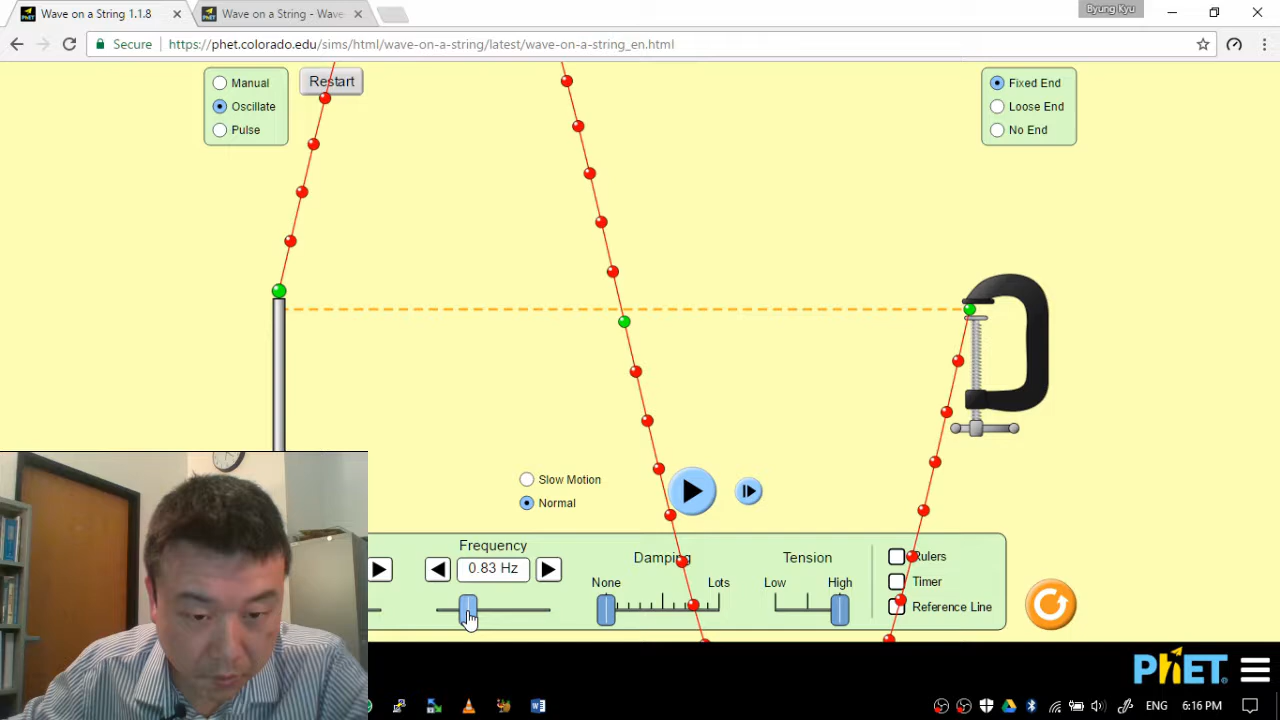 Wave on a String 1.1.8
Wave on a String - Wave
Byung Kyu
Secure
https://phet.colorado.edu/sims/html/wave-on-a-string/latest/wave-on-a-string_en.html
Manual
Oscillate
Pulse
Restart
Fixed End
Loose End
No End
Slow Motion
Normal
Frequency
0.83 Hz
Damping
None
Lots
Tension
Low
High
Rulers
Timer
Reference Line
PhET
ENG
6:16 PM